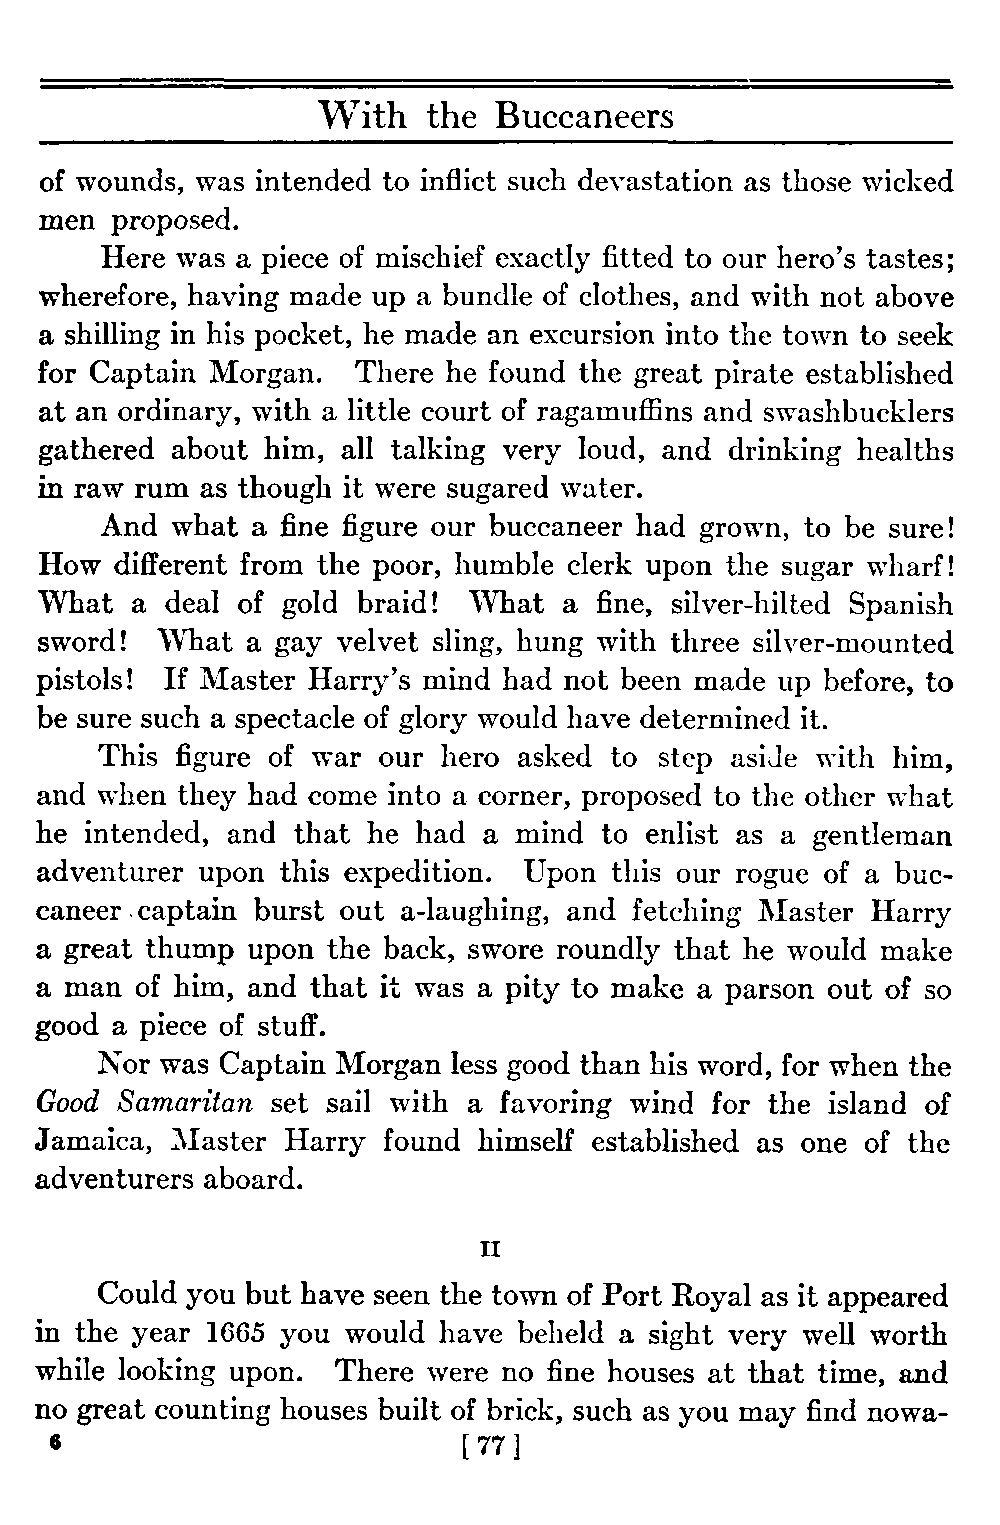 With the Buccaneers
of wounds, was intended to inflict such devastation as those wicked
men proposed.
Here was a piece of mischief exactly fitted to our hero's tastes;
wherefore, having made up a bundle of clothes, and with not above
a shilling in his pocket, he made an excursion into the town to seek
for Captain Morgan. There he found the great pirate established
at an ordinary, with a little court of ragamuffins and swashbucklers
gathered about him, all talking very loud, and drinking healths
in raw rum as though it were sugared water.
And what a fine figure our buccaneer had grown, to be sure!
How different from the poor, humble clerk upon the sugar wharf!
What a deal of gold braid! What a fine, silver-hilted Spanish
sword! What a gay velvet sling, hung with three silver-mounted
pistols! If Master Harry's mind had not been made up before, to
be sure such a spectacle of glory would have determined it.
This figure of war our hero asked to step aside with him,
and when they had come into a corner, proposed to the other what
he intended, and that he had a mind to enlist as a gentleman
adventurer upon this expedition. Upon this our rogue of a buc-
caneer captain burst out a-laughing, and fetching Master Harry
a great thump upon the back, swore roundly that he would make
a man of him, and that it was a pity to make a parson out of so
good a piece of stuff.
Nor was Captain Morgan less good than his word, for when the
Good Samaritan set sail with a favoring wind for the island of
Jamaica, Master Harry found himself established as one of the
adventurers aboard.
II
Could you but have seen the town of Port Royal as it appeared
in the year 1665 you would have beheld a sight very well worth
while looking upon. There were no fine houses at that time, and
no great counting houses built of brick, such as you may find nowa-
6 [77]